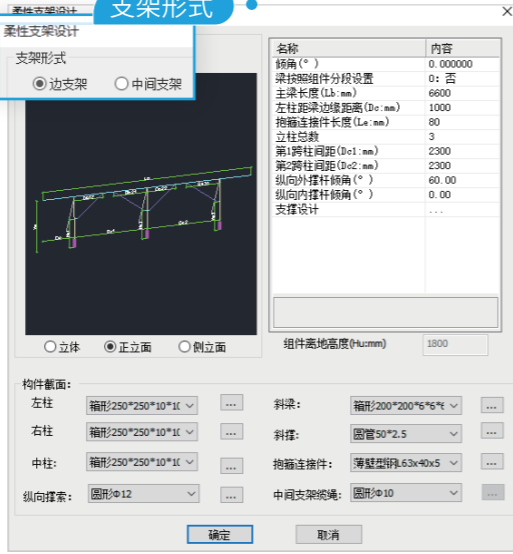 柔性支架设计
支架形式
柔性支架设计
支架形式
边支架 中间支架
名称 内容
倾角(°) 0.000000
梁按照组件分段设置 0: 否
主梁长度(Lb:mm) 6600
左柱距梁边缘距离(Dc:mm) 1000
抱箍连接件长度(Le:mm) 80
立柱总数 3
第1跨柱间距(Dc1:mm) 2300
第2跨柱间距(Dc2:mm) 2300
纵向外撑杆倾角(°) 60.00
纵向内撑杆倾角(°) 0.00
支撑设计 ...
立体 正立面 侧立面
组件离地高度(Hu:mm) 1800
构件截面:
左柱 箱形250*250*10*1( ... 斜梁: 箱形200*200*6*6*6 ...
右柱 箱形250*250*10*1( ... 斜撑: 圆管50*2.5 ...
中柱: 箱形250*250*10*1( ... 抱箍连接件: 薄壁型钢L63x40x5 ...
纵向撑索: 圆形Φ12 ... 中间支架缆绳: 圆形Φ10 ...
确定 取消